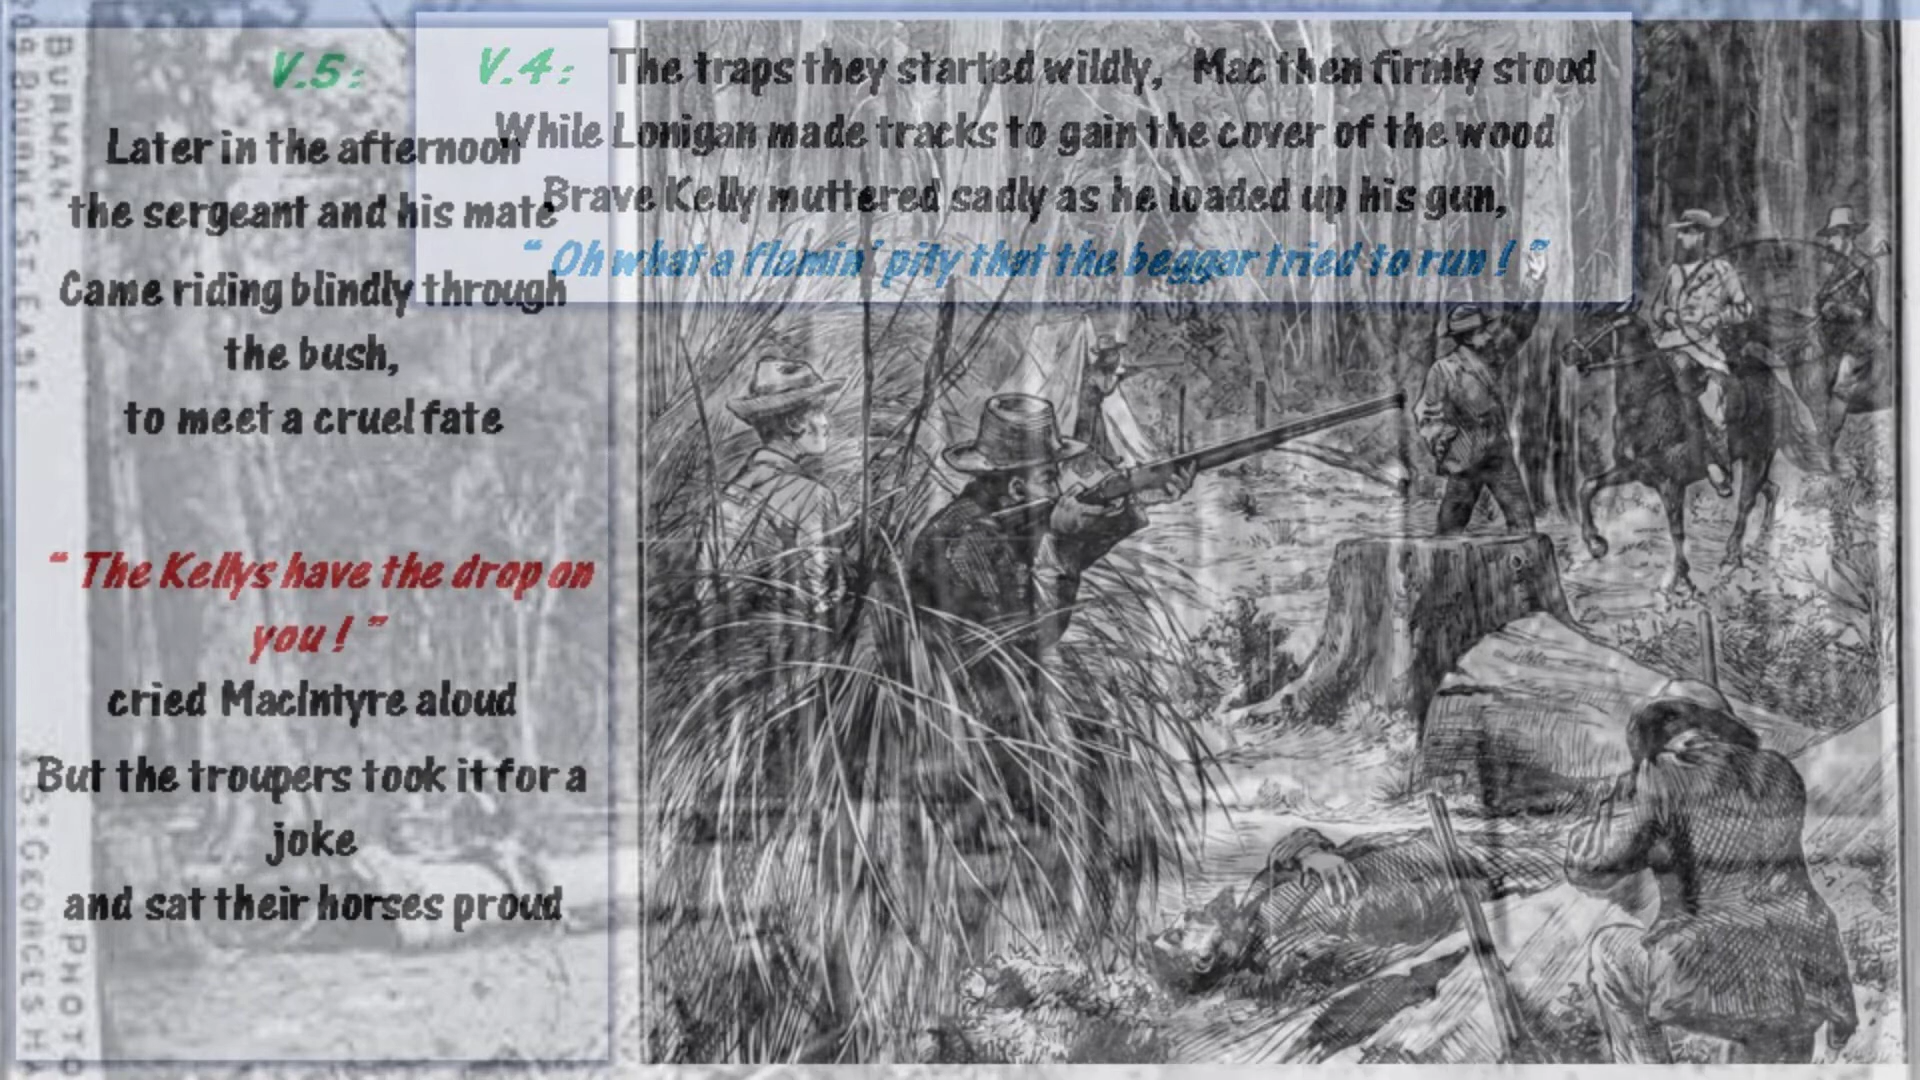 V.4: The traps they started wildly, Mac then firmly stood
While Lonigan made tracks to gain the cover of the wood
Brave Kelly muttered sadly as he loaded up his gun,
“ Oh what a flamin’ pity that the beggar tried to run ! ”
V.5:
Later in the afternoon
the sergeant and his mate
Came riding blindly through
the bush,
to meet a cruel fate
“ The Kellys have the drop on
you ! ”
cried MacIntyre aloud
But the troupers took it for a
joke
and sat their horses proud
BURMAN
PHOTO